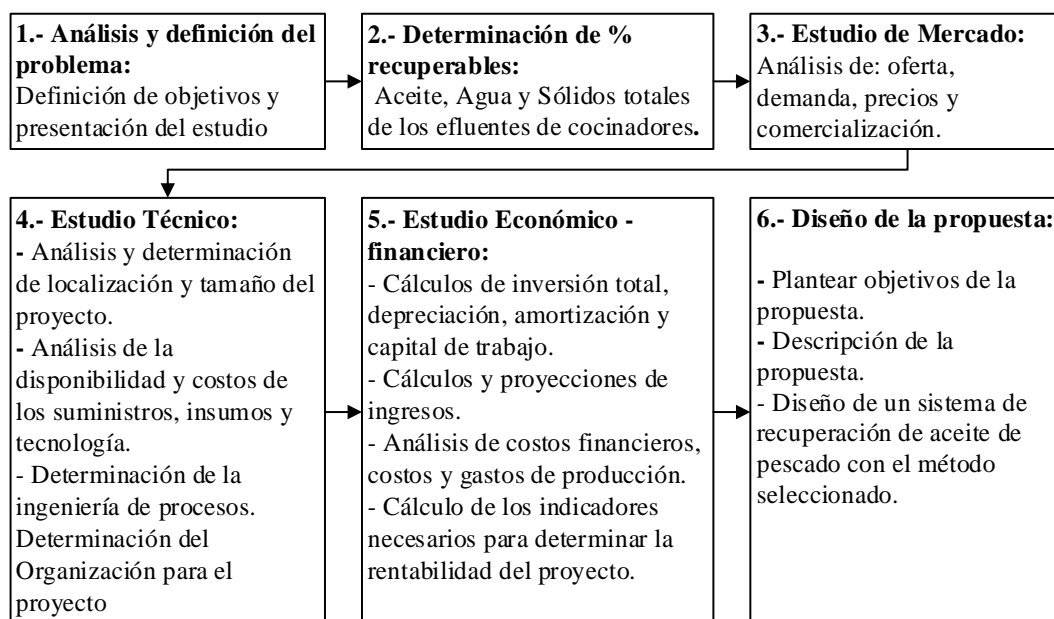 1.- Análisis y definición del
problema:
Definición de objetivos y
presentación del estudio
2.- Determinación de %
recuperables:
Aceite, Agua y Sólidos totales
de los efluentes de cocinadores.
3.- Estudio de Mercado:
Análisis de: oferta,
demanda, precios y
comercialización.
4.- Estudio Técnico:
- Análisis y determinación
de localización y tamaño del
proyecto.
- Análisis de la
disponibilidad y costos de
los suministros, insumos y
tecnología.
- Determinación de la
ingeniería de procesos.
Determinación del
Organización para el
proyecto
5.- Estudio Económico -
financiero:
- Cálculos de inversión total,
depreciación, amortización y
capital de trabajo.
- Cálculos y proyecciones de
ingresos.
- Análisis de costos financieros,
costos y gastos de producción.
- Cálculo de los indicadores
necesarios para determinar la
rentabilidad del proyecto.
6.- Diseño de la propuesta:
- Plantear objetivos de la
propuesta.
- Descripción de la
propuesta.
- Diseño de un sistema de
recuperación de aceite de
pescado con el método
seleccionado.